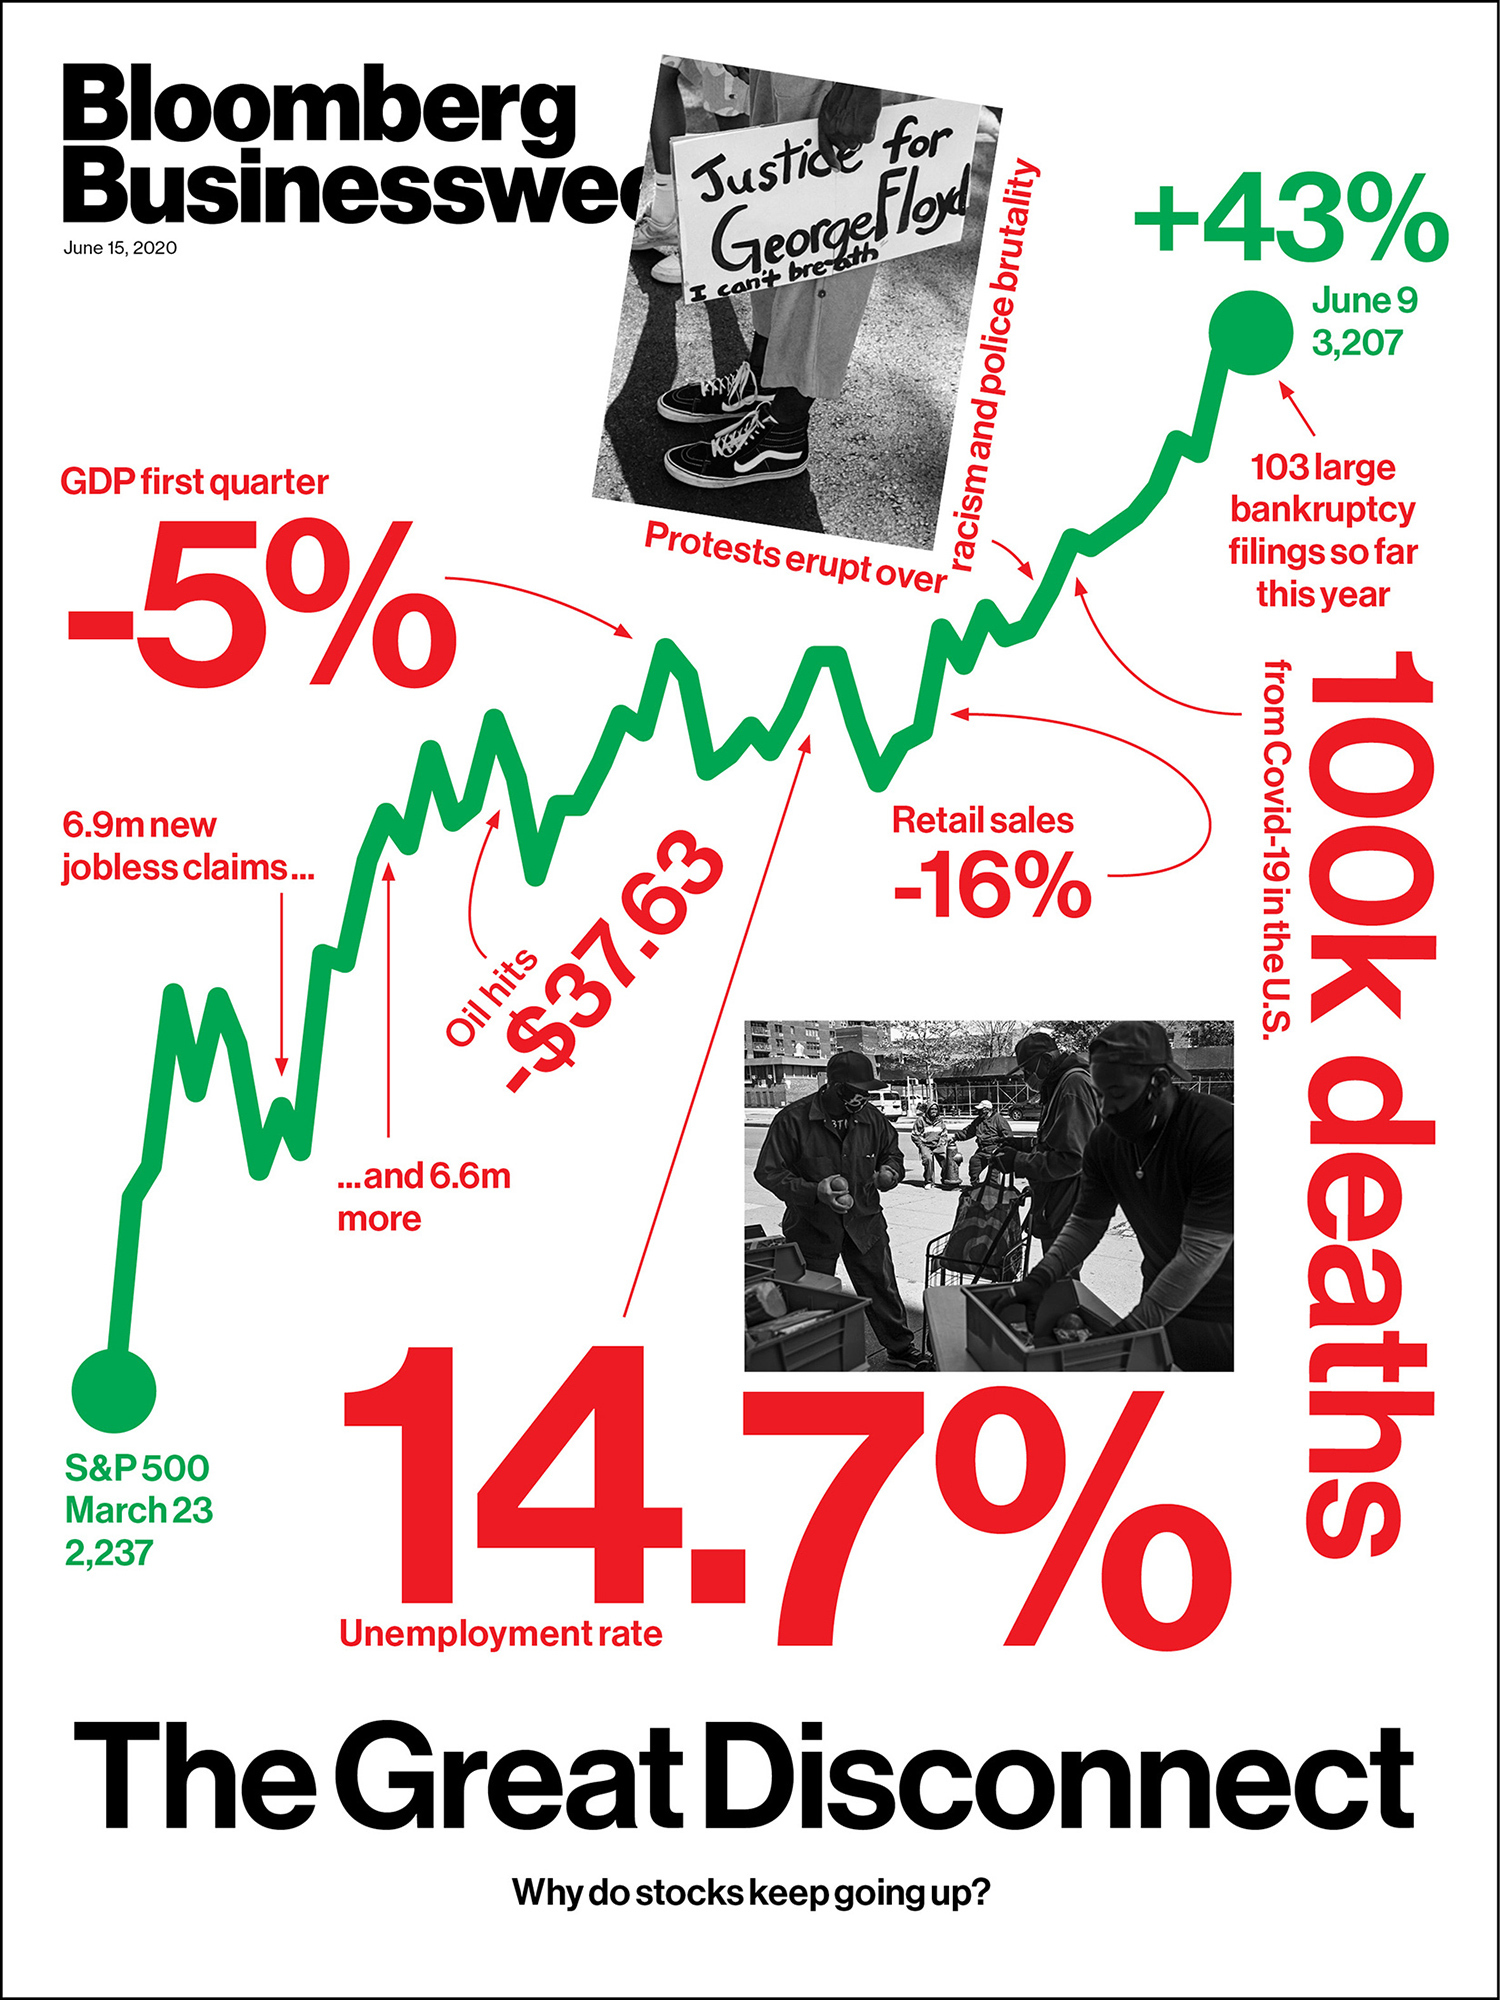 Bloomberg
Businesswee
June 15, 2020
Justice for
George Floyd
I can't breath
Protests erupt over
racism and police brutality
+43%
June 9
3,207
103 large
bankruptcy
filings so far
this year
GDP first quarter
-5%
6.9m new
jobless claims...
...and 6.6m
more
Oil hits
-$37.63
Retail sales
-16%
100k deaths
from Covid-19 in the U.S.
14.7%
Unemployment rate
S&P 500
March 23
2,237
The Great Disconnect
Why do stocks keep going up?